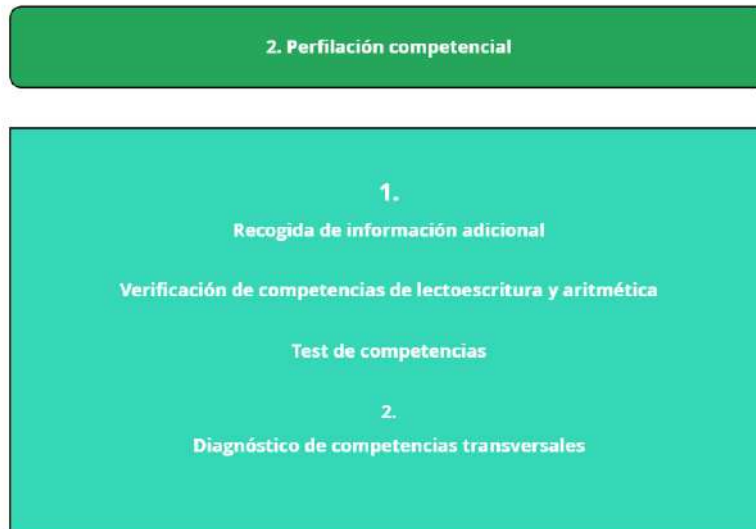 2. Perfilación competencial
1.
Recogida de información adicional
Verificación de competencias de lectoescritura y aritmética
Test de competencias
2.
Diagnóstico de competencias transversales